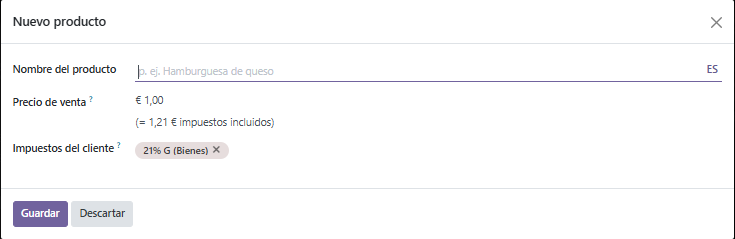 Nuevo producto
Nombre del producto p. ej. Hamburguesa de queso ES
Precio de venta ? € 1,00
(= 1,21 € impuestos incluidos)
Impuestos del cliente ? 21% G (Bienes) ×
Guardar Descartar